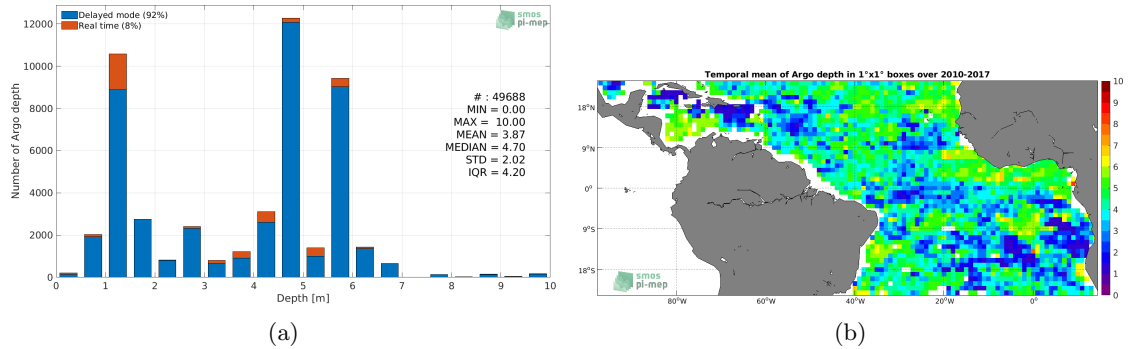 Delayed mode (92%)
Real time (8%)
smos
pi-mep
# : 49688
MIN = 0.00
MAX = 10.00
MEAN = 3.87
MEDIAN = 4.70
STD = 2.02
IQR = 4.20
Number of Argo depth
12000
10000
8000
6000
4000
2000
0
0 1 2 3 4 5 6 7 8 9 10
Depth [m]
(a)
Temporal mean of Argo depth in 1°x1° boxes over 2010-2017
18°N
9°N
0°
9°S
18°S
80°W 60°W 40°W 20°W 0°
smos
pi-mep
10
9
8
7
6
5
4
3
2
1
0
(b)